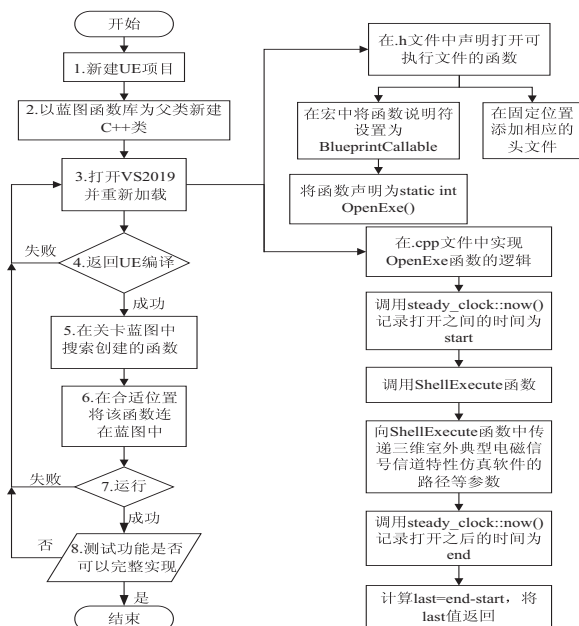 开始
1.新建UE项目
2.以蓝图函数库为父类新建
C++类
3.打开VS2019
并重新加载
失败
4.返回UE编译
成功
5.在关卡蓝图中
搜索创建的函数
6.在合适位置
将该函数连
在蓝图中
失败
7.运行
成功
否
8.测试功能是否
可以完整实现
是
结束
在.h文件中声明打开可
执行文件的函数
在宏中将函数说明符
设置为
BlueprintCallable
在固定位置
添加相应的
头文件
将函数声明为static int
OpenExe()
在.cpp文件中实现
OpenExe函数的逻辑
调用steady_clock::now()
记录打开之间的时间为
start
调用ShellExecute函数
向ShellExecute函数中传
递三维室外典型电磁信
号信道特性仿真软件的
路径等参数
调用steady_clock::now()
记录打开之后的时间为
end
计算last=end-start，将
last值返回